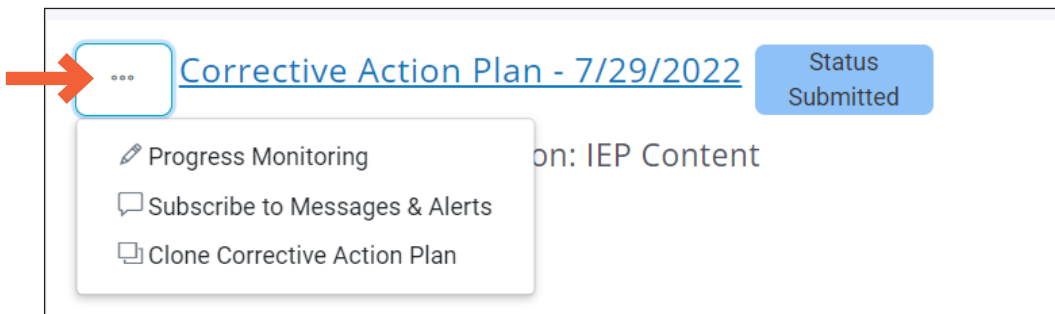 Corrective Action Plan - 7/29/2022
Status
Submitted
Progress Monitoring
on: IEP Content
Subscribe to Messages & Alerts
Clone Corrective Action Plan